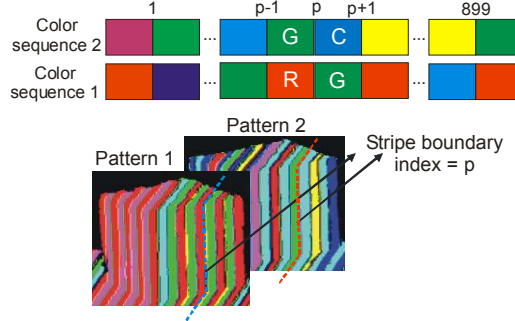 1 p-1 p p+1 899
Color sequence 2 ... G C ... 
Color sequence 1 ... R G ...
Pattern 2
Pattern 1
Stripe boundary
index = p